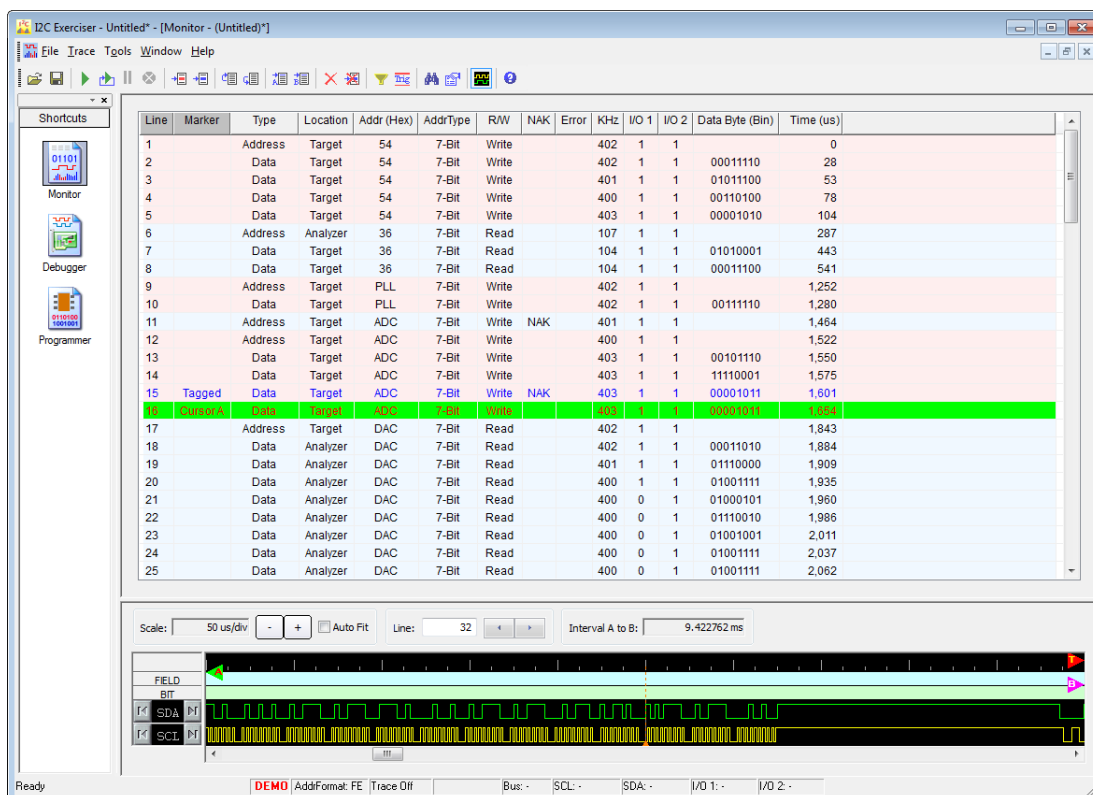 I2C Exerciser - Untitled* - [Monitor - (Untitled)*]
File Trace Tools Window Help
Shortcuts
Monitor
Debugger
Programmer
Line Marker Type Location Addr (Hex) AddrType R/W NAK Error KHz I/O 1 I/O 2 Data Byte (Bin) Time (us)
1 Address Target 54 7-Bit Write 402 1 1 0
2 Data Target 54 7-Bit Write 402 1 1 00011110 28
3 Data Target 54 7-Bit Write 401 1 1 01011100 53
4 Data Target 54 7-Bit Write 400 1 1 00110100 78
5 Data Target 54 7-Bit Write 403 1 1 00001010 104
6 Address Analyzer 36 7-Bit Read 107 1 1 287
7 Data Target 36 7-Bit Read 104 1 1 01010001 443
8 Data Target 36 7-Bit Read 104 1 1 00011100 541
9 Address Target PLL 7-Bit Write 402 1 1 1,252
10 Data Target PLL 7-Bit Write 402 1 1 00111110 1,280
11 Address Target ADC 7-Bit Write NAK 401 1 1 1,464
12 Address Target ADC 7-Bit Write 400 1 1 1,522
13 Data Target ADC 7-Bit Write 403 1 1 00101110 1,550
14 Data Target ADC 7-Bit Write 403 1 1 11110001 1,575
15 Tagged Data Target ADC 7-Bit Write NAK 403 1 1 00001011 1,601
16 Cursor A Data Target ADC 7-Bit Write 403 1 1 00001011 1,654
17 Address Target DAC 7-Bit Read 402 1 1 1,843
18 Data Analyzer DAC 7-Bit Read 402 1 1 00011010 1,884
19 Data Analyzer DAC 7-Bit Read 401 1 1 01110000 1,909
20 Data Analyzer DAC 7-Bit Read 400 1 1 01001111 1,935
21 Data Analyzer DAC 7-Bit Read 400 0 1 01000101 1,960
22 Data Analyzer DAC 7-Bit Read 400 0 1 01110010 1,986
23 Data Analyzer DAC 7-Bit Read 400 0 1 01001001 2,011
24 Data Analyzer DAC 7-Bit Read 400 0 1 01001111 2,037
25 Data Analyzer DAC 7-Bit Read 400 0 1 01001111 2,062
Scale: 50 us/div - + Auto Fit Line: 32 Interval A to B: 9.422762 ms
A T
FIELD
B
BIT
SDA
SCL
Ready DEMO AddrFormat: FE Trace Off Bus: - SCL: - SDA: - I/O 1: - I/O 2: -